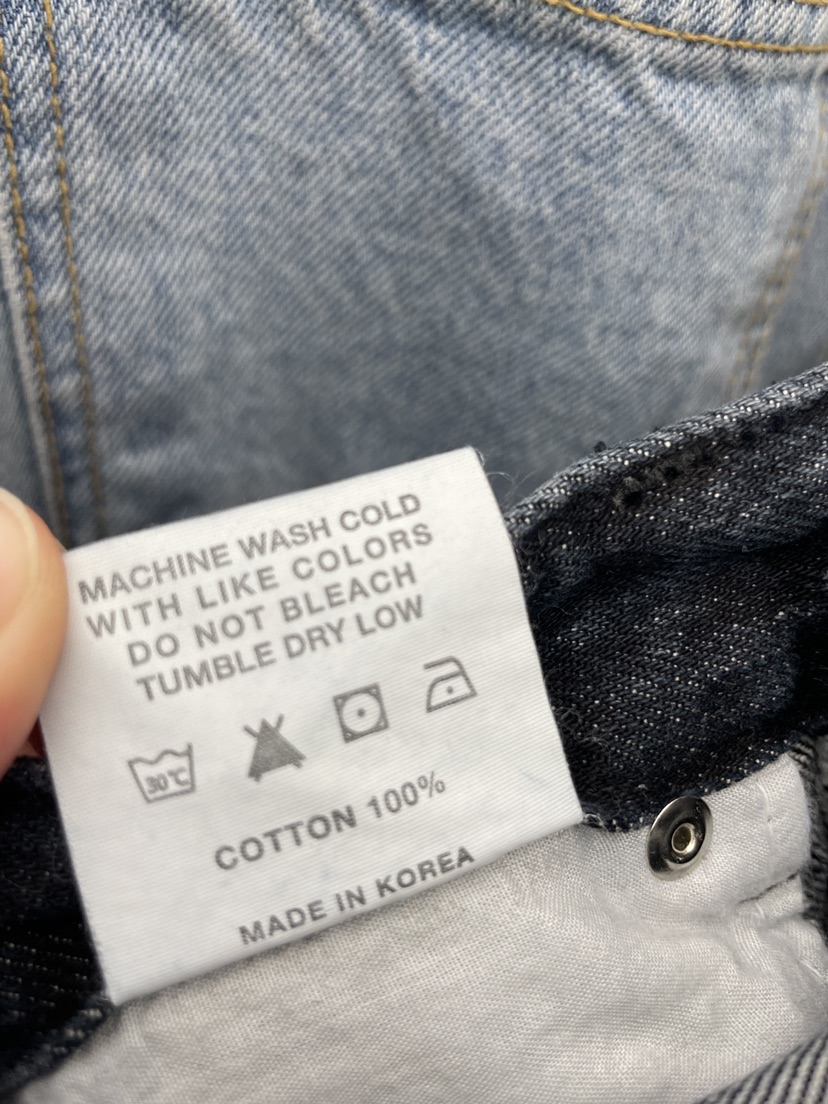 MACHINE WASH COLD
WITH LIKE COLORS
DO NOT BLEACH
TUMBLE DRY LOW
30℃
COTTON 100%
MADE IN KOREA